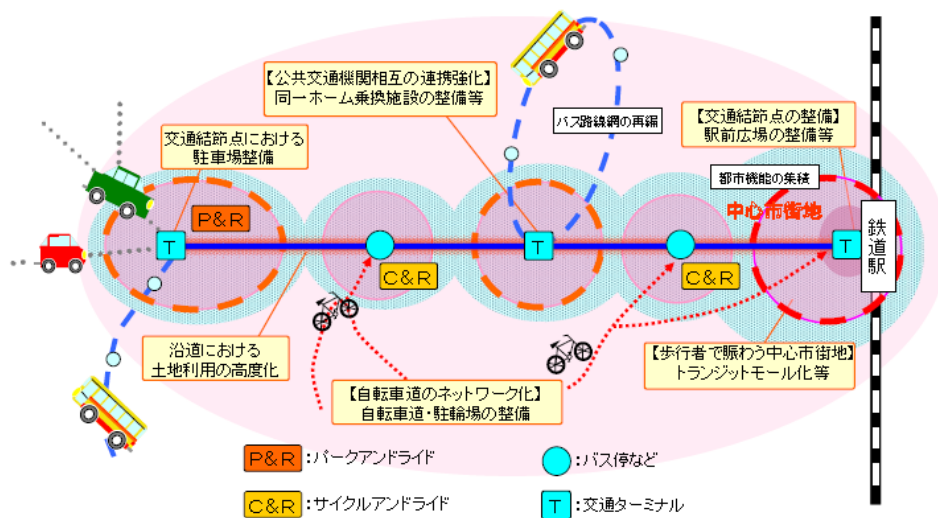 【公共交通機関相互の連携強化】
同一ホーム乗換施設の整備等
バス路線網の再編
【交通結節点の整備】
駅前広場の整備等
交通結節点における
駐車場整備
都市機能の集積
中心市街地
P&R
T
T
T
鉄道駅
C&R
C&R
沿道における
土地利用の高度化
【歩行者で賑わう中心市街地】
トランジットモール化等
【自転車道のネットワーク化】
自転車道・駐輪場の整備
P&R:パークアンドライド
:バス停など
C&R:サイクルアンドライド
T:交通ターミナル